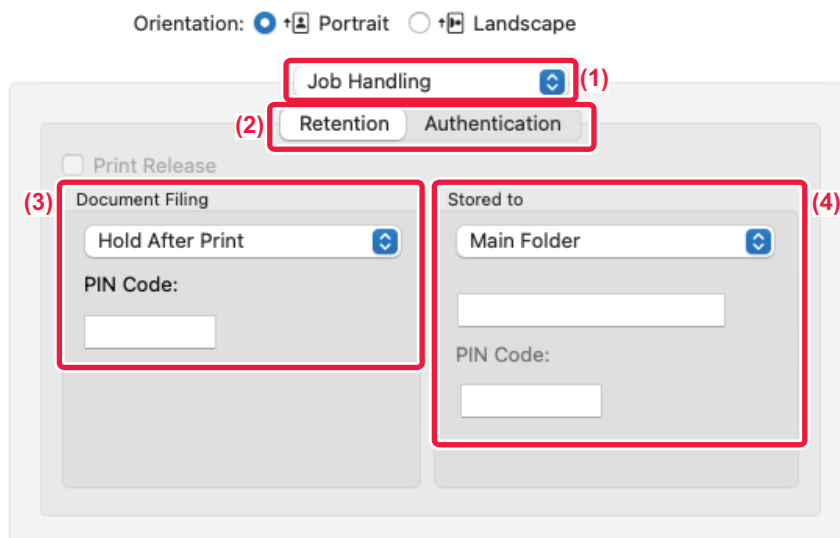 Orientation: Portrait Landscape
Job Handling (1)
(2) Retention Authentication
Print Release
(3) Document Filing
Hold After Print
PIN Code:
Stored to (4)
Main Folder
PIN Code: